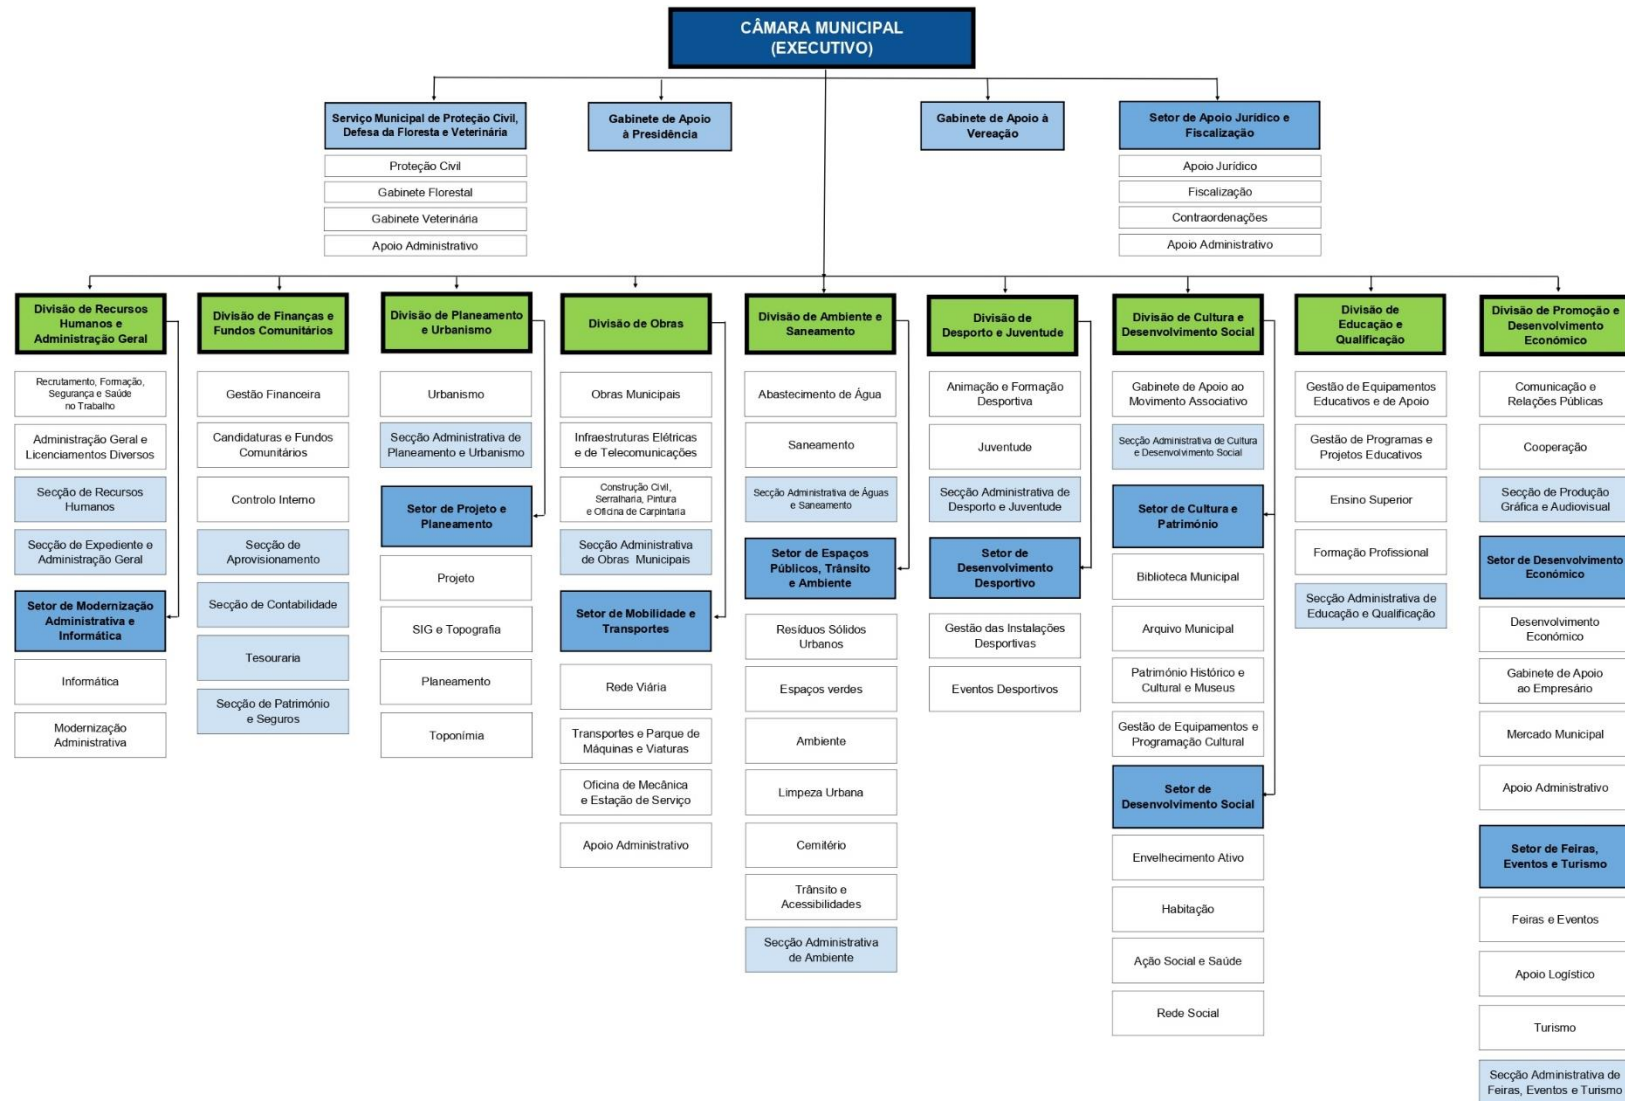 CÂMARA MUNICIPAL
(EXECUTIVO)
Serviço Municipal de Proteção Civil,
Defesa da Floresta e Veterinária
Proteção Civil
Gabinete Florestal
Gabinete Veterinária
Apoio Administrativo
Gabinete de Apoio
à Presidência
Gabinete de Apoio à
Vereação
Setor de Apoio Jurídico e
Fiscalização
Apoio Jurídico
Fiscalização
Contraordenações
Apoio Administrativo
Divisão de Recursos
Humanos e
Administração Geral
Recrutamento, Formação,
Segurança e Saúde
no Trabalho
Administração Geral e
Licenciamentos Diversos
Secção de Recursos
Humanos
Secção de Expediente e
Administração Geral
Setor de Modernização
Administrativa e
Informática
Informática
Modernização
Administrativa
Divisão de Finanças e
Fundos Comunitários
Gestão Financeira
Candidaturas e Fundos
Comunitários
Controlo Interno
Secção de
Aprovisionamento
Secção de Contabilidade
Tesouraria
Secção de Património
e Seguros
Divisão de Planeamento
e Urbanismo
Urbanismo
Secção Administrativa de
Planeamento e Urbanismo
Setor de Projeto e
Planeamento
Projeto
SIG e Topografia
Planeamento
Toponímia
Divisão de Obras
Obras Municipais
Infraestruturas Elétricas
e de Telecomunicações
Construção Civil,
Serralharia, Pintura
e Oficina de Carpintaria
Secção Administrativa
de Obras Municipais
Setor de Mobilidade e
Transportes
Rede Viária
Transportes e Parque de
Máquinas e Viaturas
Oficina de Mecânica
e Estação de Serviço
Apoio Administrativo
Divisão de Ambiente e
Saneamento
Abastecimento de Água
Saneamento
Secção Administrativa de Águas
e Saneamento
Setor de Espaços
Públicos, Trânsito
e Ambiente
Resíduos Sólidos
Urbanos
Espaços verdes
Ambiente
Limpeza Urbana
Cemitério
Trânsito e
Acessibilidades
Secção Administrativa
de Ambiente
Divisão de
Desporto e Juventude
Animação e Formação
Desportiva
Juventude
Secção Administrativa de
Desporto e Juventude
Setor de
Desenvolvimento
Desportivo
Gestão das Instalações
Desportivas
Eventos Desportivos
Divisão de Cultura e
Desenvolvimento Social
Gabinete de Apoio ao
Movimento Associativo
Secção Administrativa de Cultura
e Desenvolvimento Social
Setor de Cultura e
Património
Biblioteca Municipal
Arquivo Municipal
Património Histórico e
Cultural e Museus
Gestão de Equipamentos e
Programação Cultural
Setor de
Desenvolvimento Social
Envelhecimento Ativo
Habitação
Ação Social e Saúde
Rede Social
Divisão de
Educação e
Qualificação
Gestão de Equipamentos
Educativos e de Apoio
Gestão de Programas e
Projetos Educativos
Ensino Superior
Formação Profissional
Secção Administrativa de
Educação e Qualificação
Divisão de Promoção e
Desenvolvimento
Económico
Comunicação e
Relações Públicas
Cooperação
Secção de Produção
Gráfica e Audiovisual
Setor de Desenvolvimento
Económico
Desenvolvimento
Económico
Gabinete de Apoio
ao Empresário
Mercado Municipal
Apoio Administrativo
Setor de Feiras,
Eventos e Turismo
Feiras e Eventos
Apoio Logístico
Turismo
Secção Administrativa de
Feiras, Eventos e Turismo